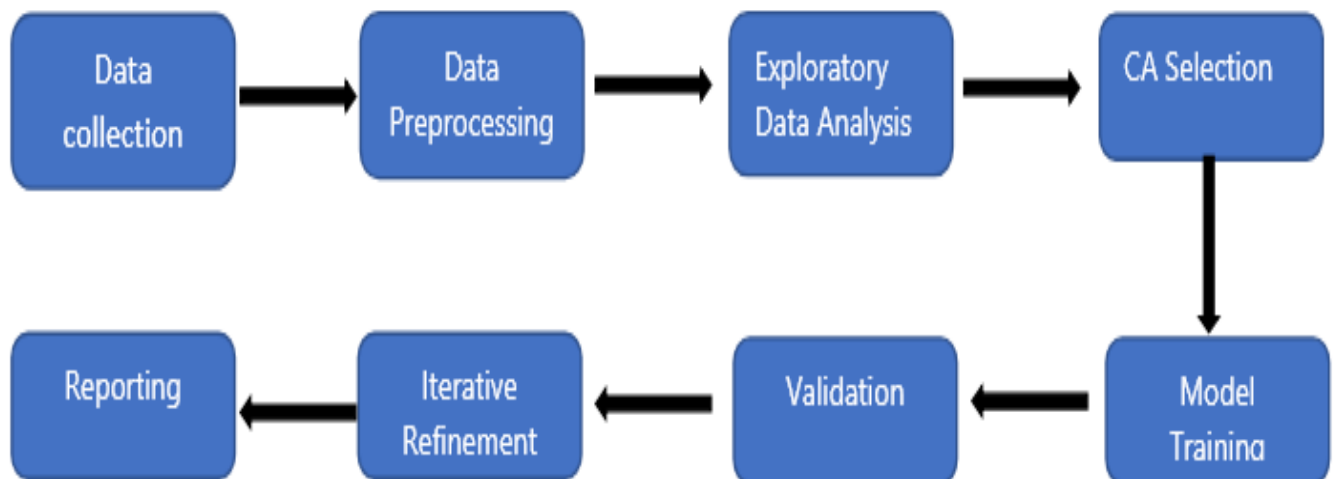 Data
collection
Data
Preprocessing
Exploratory
Data Analysis
CA Selection
Model
Training
Validation
Iterative
Refinement
Reporting